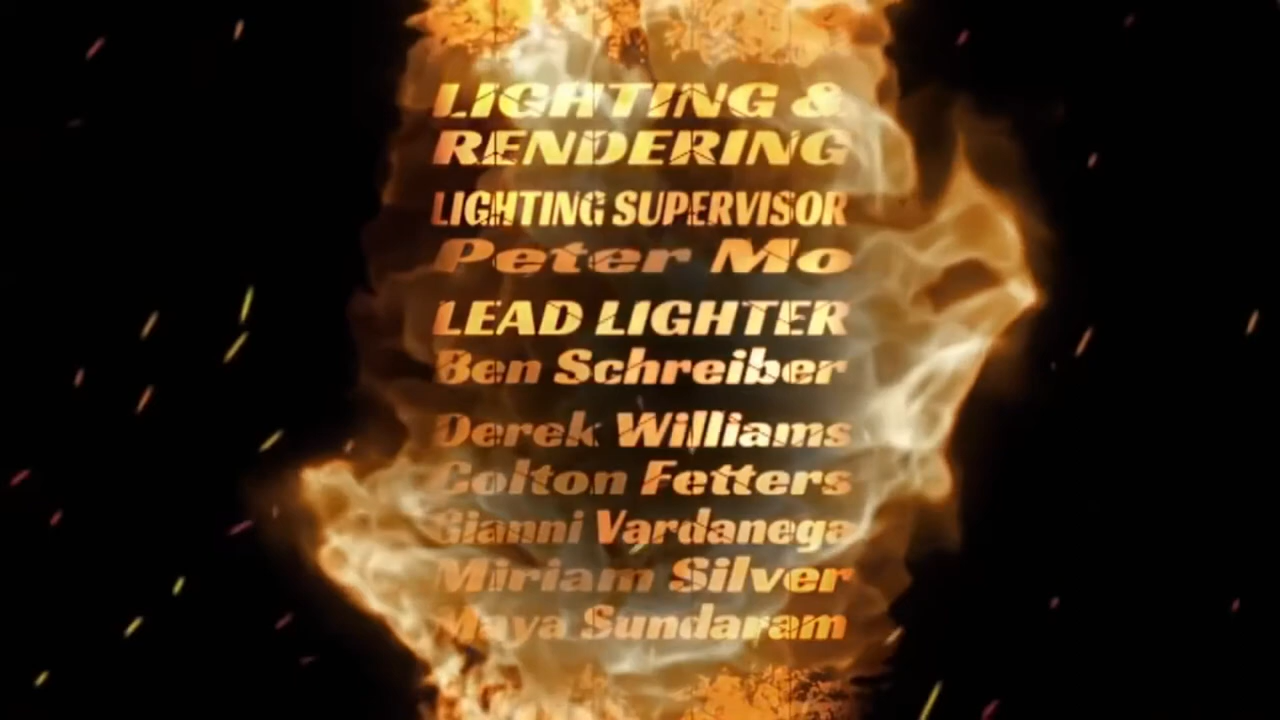 LIGHTING &
RENDERING
LIGHTING SUPERVISOR
Peter Mo
LEAD LIGHTER
Ben Schreiber
Derek Williams
Colton Fetters
Gianni Vardanega
Miriam Silver
Maya Sundaram